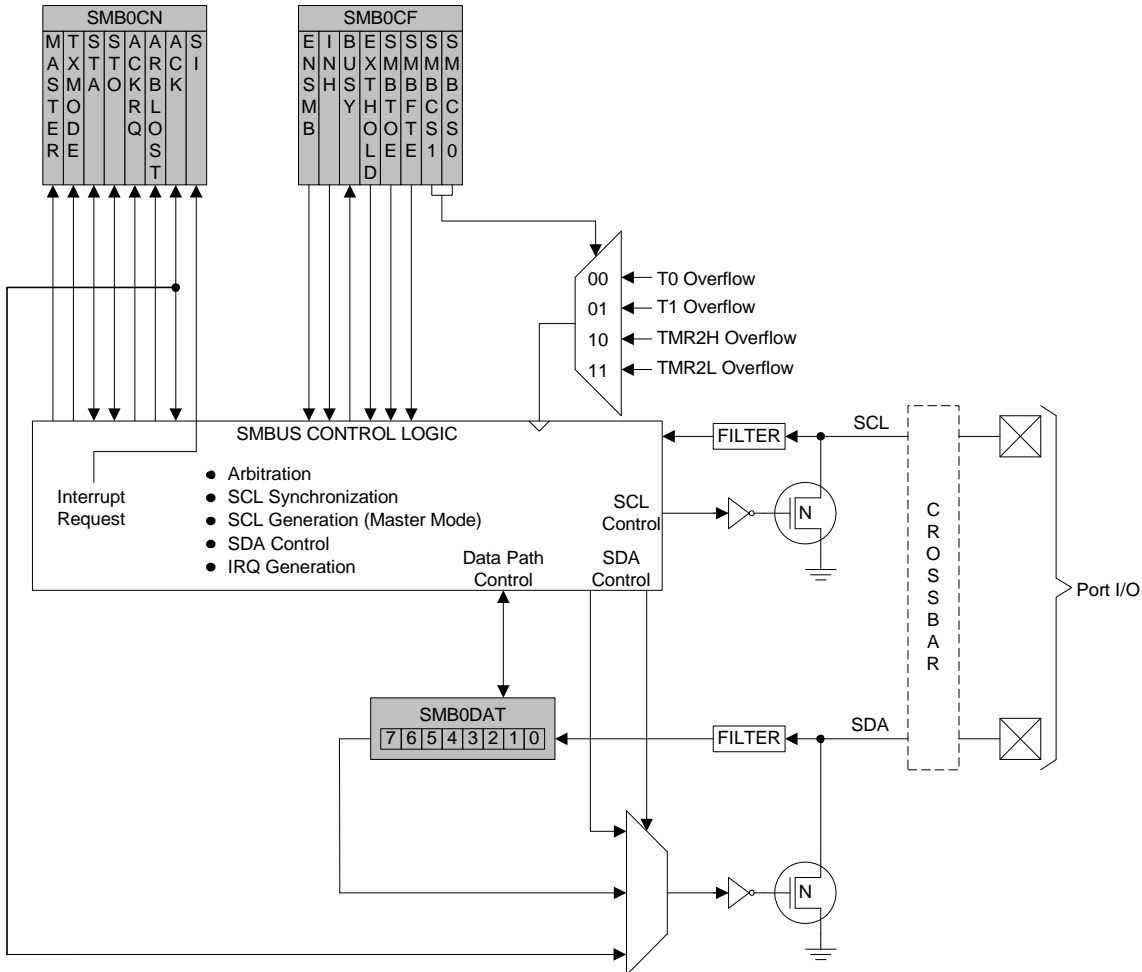 SMB0CN
MASTER
TXMODE
STA
STO
ACKRQ
ARBLOST
ACK
SI
SMB0CF
ENSMB
INH
BUSY
EXTHOLD
SMBTOE
SMBFTE
SMBCS1
SMBCS0
00
T0 Overflow
01
T1 Overflow
10
TMR2H Overflow
11
TMR2L Overflow
SMBUS CONTROL LOGIC
Arbitration
SCL Synchronization
SCL Generation (Master Mode)
SDA Control
IRQ Generation
Interrupt
Request
Data Path
Control
SCL
Control
SDA
Control
FILTER
SCL
N
CROSSBAR
Port I/O
SMB0DAT
7 6 5 4 3 2 1 0
FILTER
SDA
N